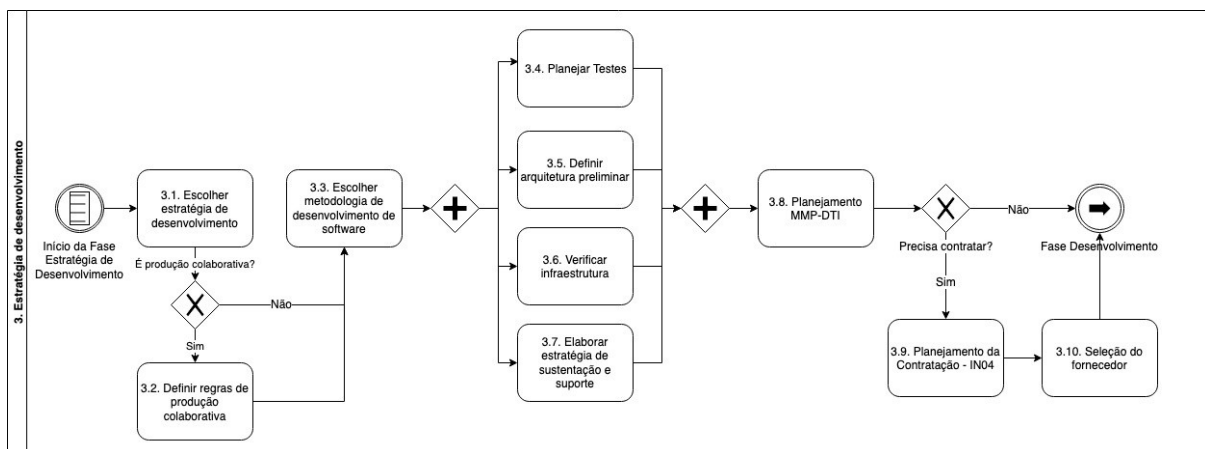 3. Estratégia de desenvolvimento
Início da Fase
Estratégia de
Desenvolvimento
3.1. Escolher
estratégia de
desenvolvimento
É produção colaborativa?
Não
Sim
3.2. Definir regras de
produção
colaborativa
3.3. Escolher
metodologia de
desenvolvimento de
software
3.4. Planejar Testes
3.5. Definir
arquitetura preliminar
3.6. Verificar
infraestrutura
3.7. Elaborar
estratégia de
sustentação e
suporte
3.8. Planejamento
MMP-DTI
Precisa contratar?
Não
Sim
3.9. Planejamento da
Contratação - IN04
3.10. Seleção do
fornecedor
Fase Desenvolvimento